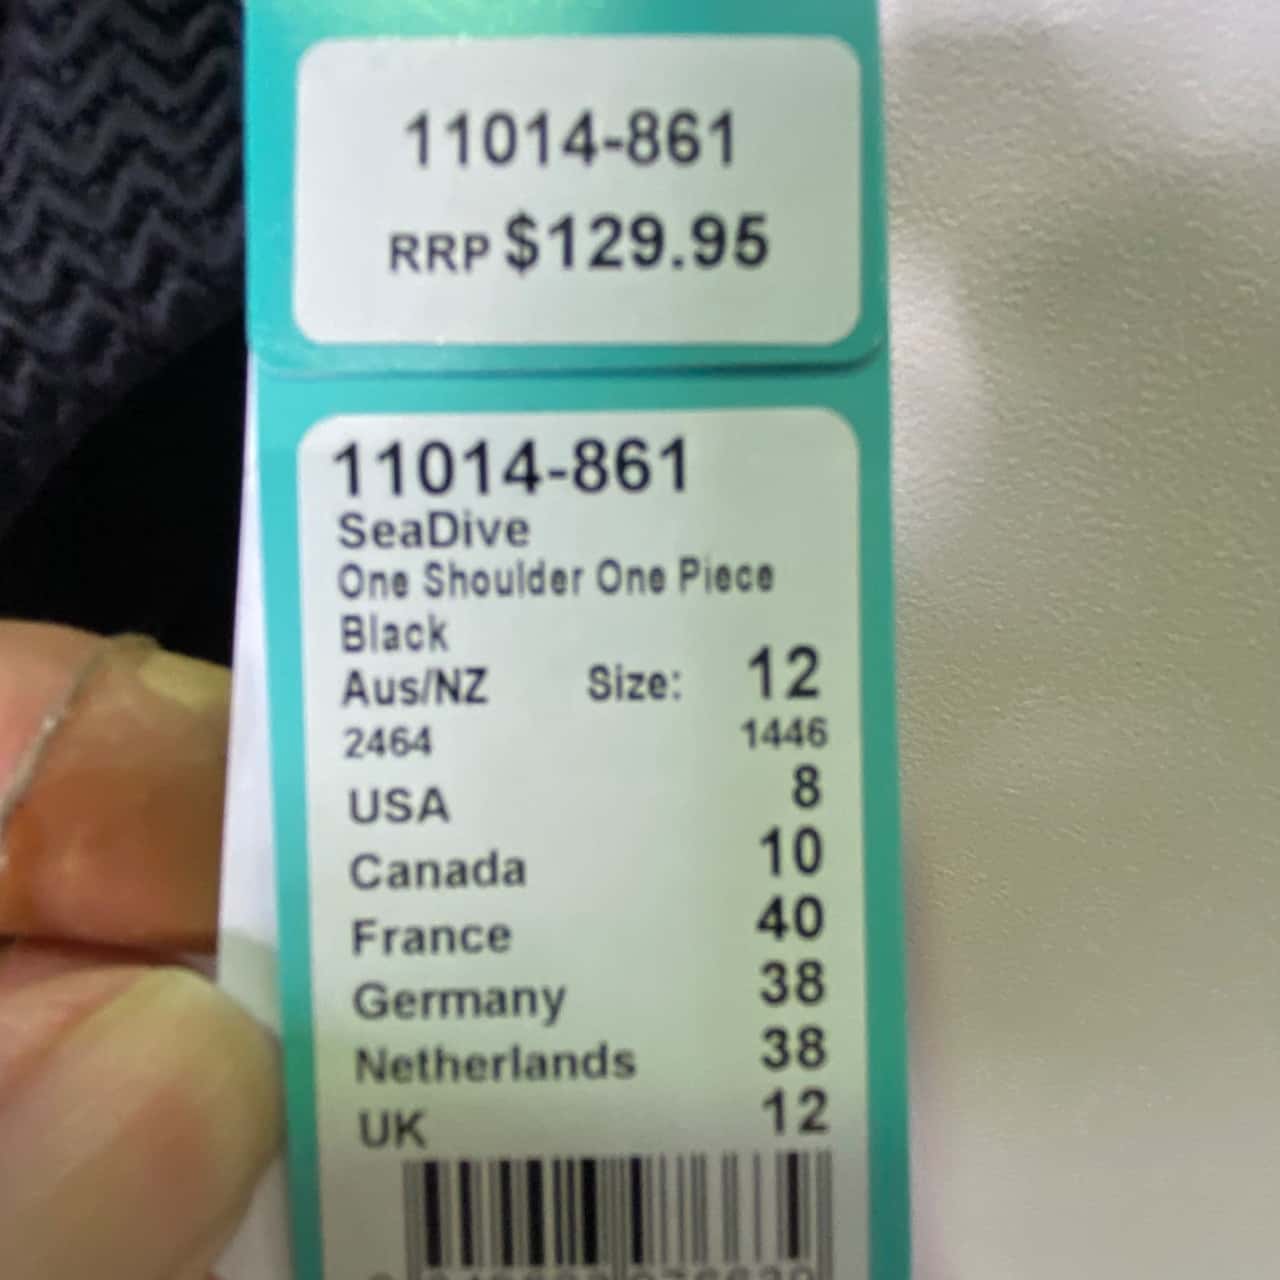 11014-861
RRP $129.95
11014-861
SeaDive
One Shoulder One Piece
Black
Aus/NZ Size: 12
2464 1446
USA 8
Canada 10
France 40
Germany 38
Netherlands 38
UK 12